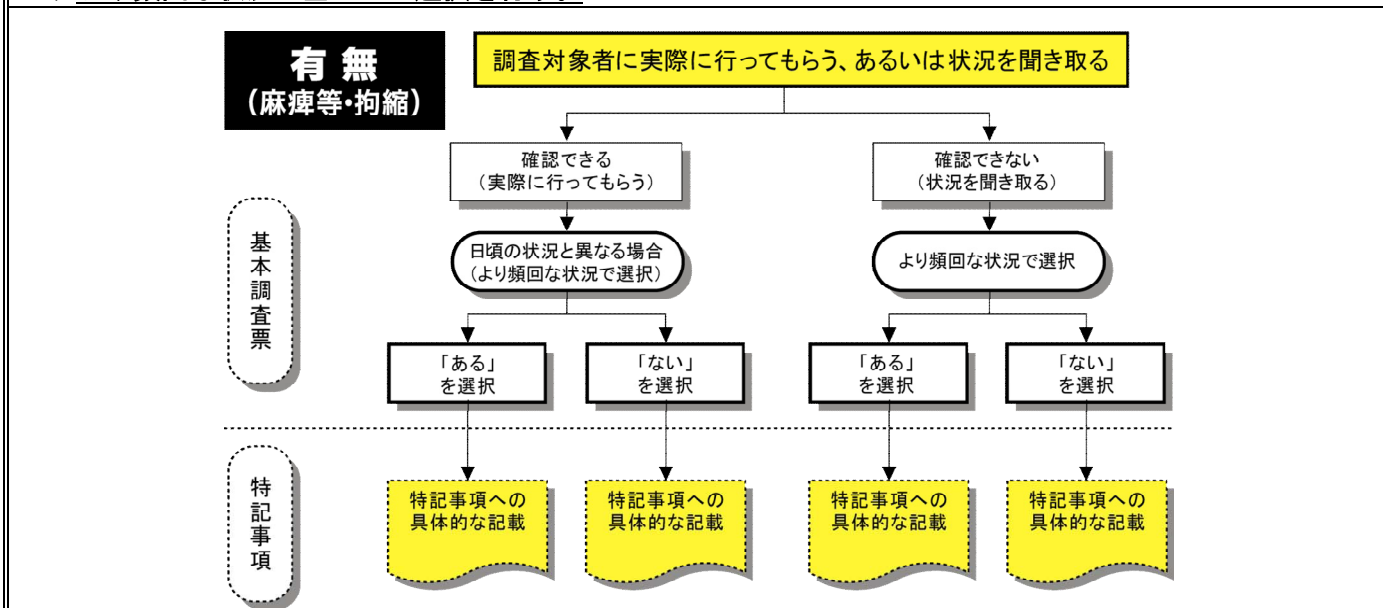 有無
(麻痺等・拘縮)
調査対象者に実際に行ってもらう、あるいは状況を聞き取る
確認できる
(実際に行ってもらう)
確認できない
(状況を聞き取る)
基本調査票
日頃の状況と異なる場合
(より頻回な状況で選択)
より頻回な状況で選択
「ある」
を選択
「ない」
を選択
「ある」
を選択
「ない」
を選択
特記事項
特記事項への
具体的な記載
特記事項への
具体的な記載
特記事項への
具体的な記載
特記事項への
具体的な記載